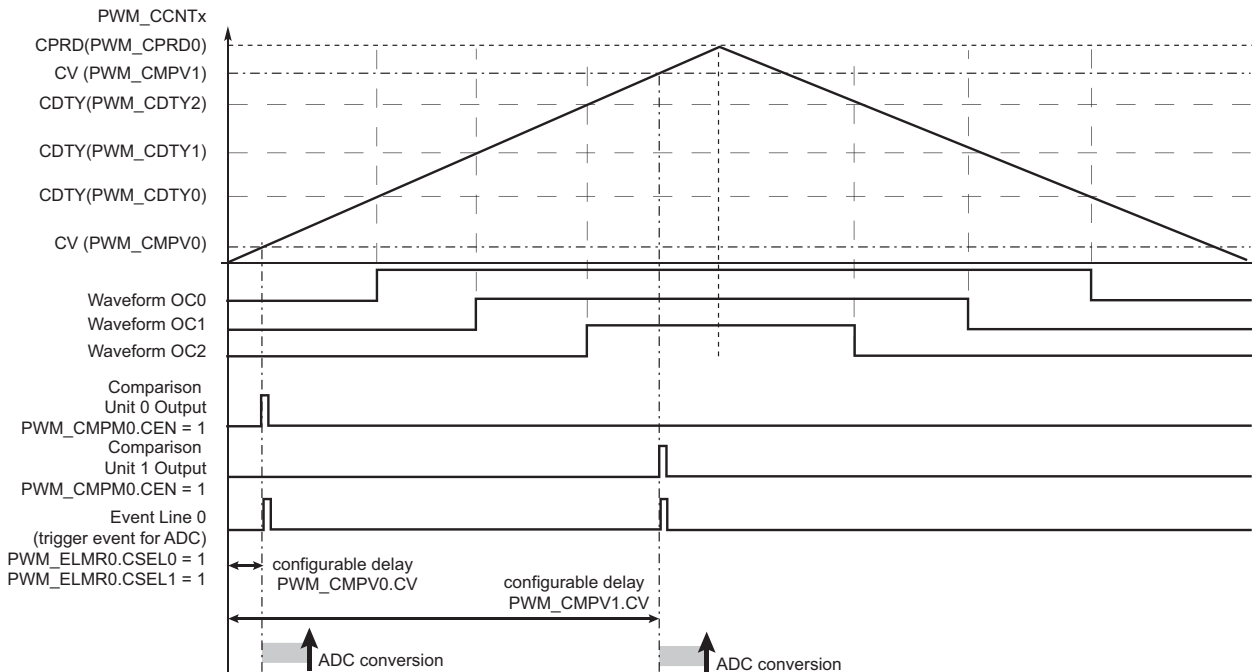 PWM_CCNTx
CPRD(PWM_CPRD0)
CV (PWM_CMPV1)
CDTY(PWM_CDTY2)
CDTY(PWM_CDTY1)
CDTY(PWM_CDTY0)
CV (PWM_CMPV0)
Waveform OC0
Waveform OC1
Waveform OC2
Comparison
Unit 0 Output
PWM_CMPM0.CEN = 1
Comparison
Unit 1 Output
PWM_CMPM0.CEN = 1
Event Line 0
(trigger event for ADC)
PWM_ELMR0.CSEL0 = 1
PWM_ELMR0.CSEL1 = 1
configurable delay
PWM_CMPV0.CV
configurable delay
PWM_CMPV1.CV
ADC conversion
ADC conversion